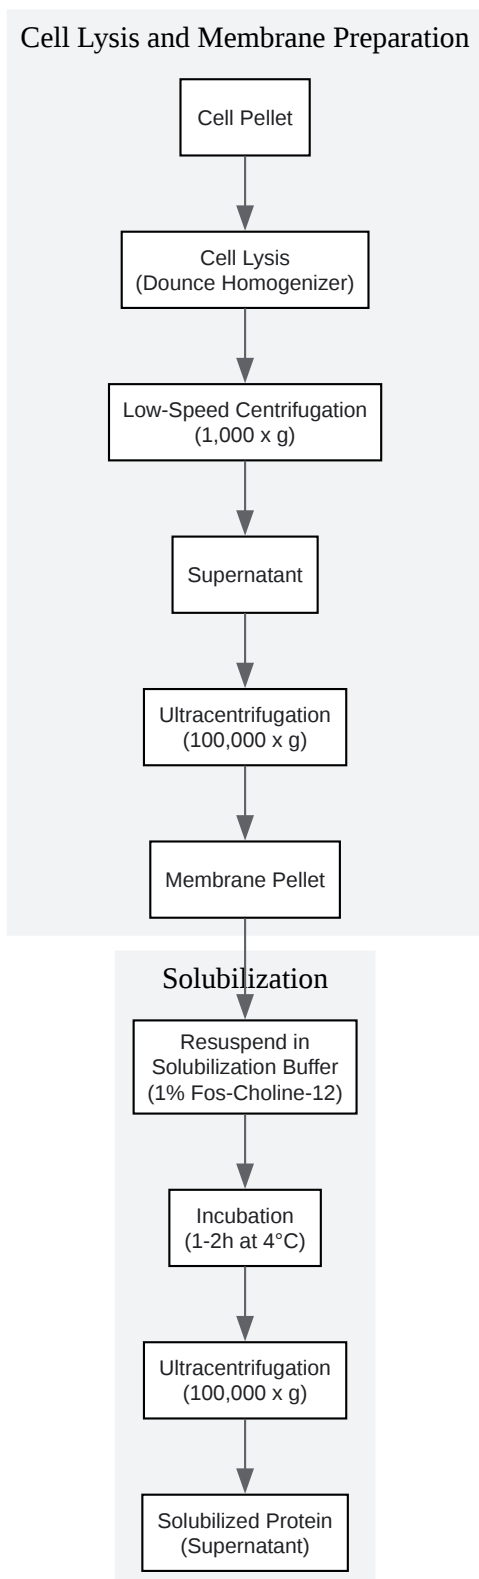 Cell Lysis and Membrane Preparation
Cell Pellet
Cell Lysis
(Dounce Homogenizer)
Low-Speed Centrifugation
(1,000 x g)
Supernatant
Ultracentrifugation
(100,000 x g)
Membrane Pellet
Solubilization
Resuspend in
Solubilization Buffer
(1% Fos-Choline-12)
Incubation
(1-2h at 4°C)
Ultracentrifugation
(100,000 x g)
Solubilized Protein
(Supernatant)